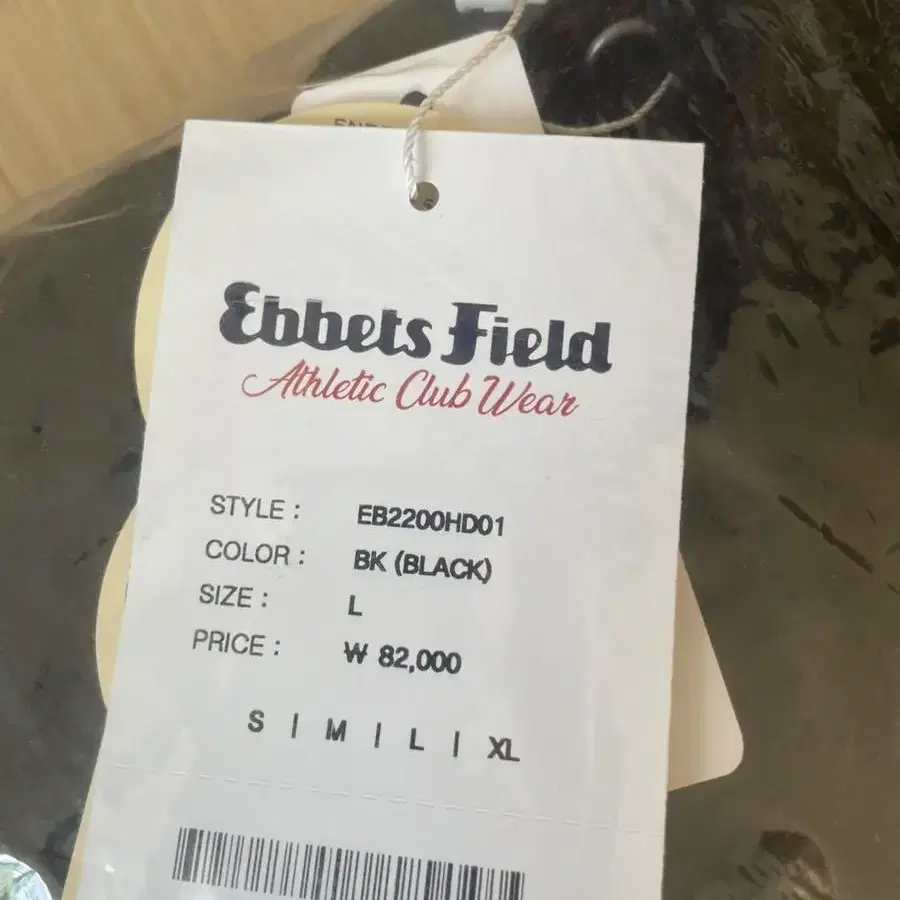 Ebbets Field
Athletic Club Wear
STYLE : EB2200HD01
COLOR : BK (BLACK)
SIZE : L
PRICE : ₩ 82,000
S | M | L | XL